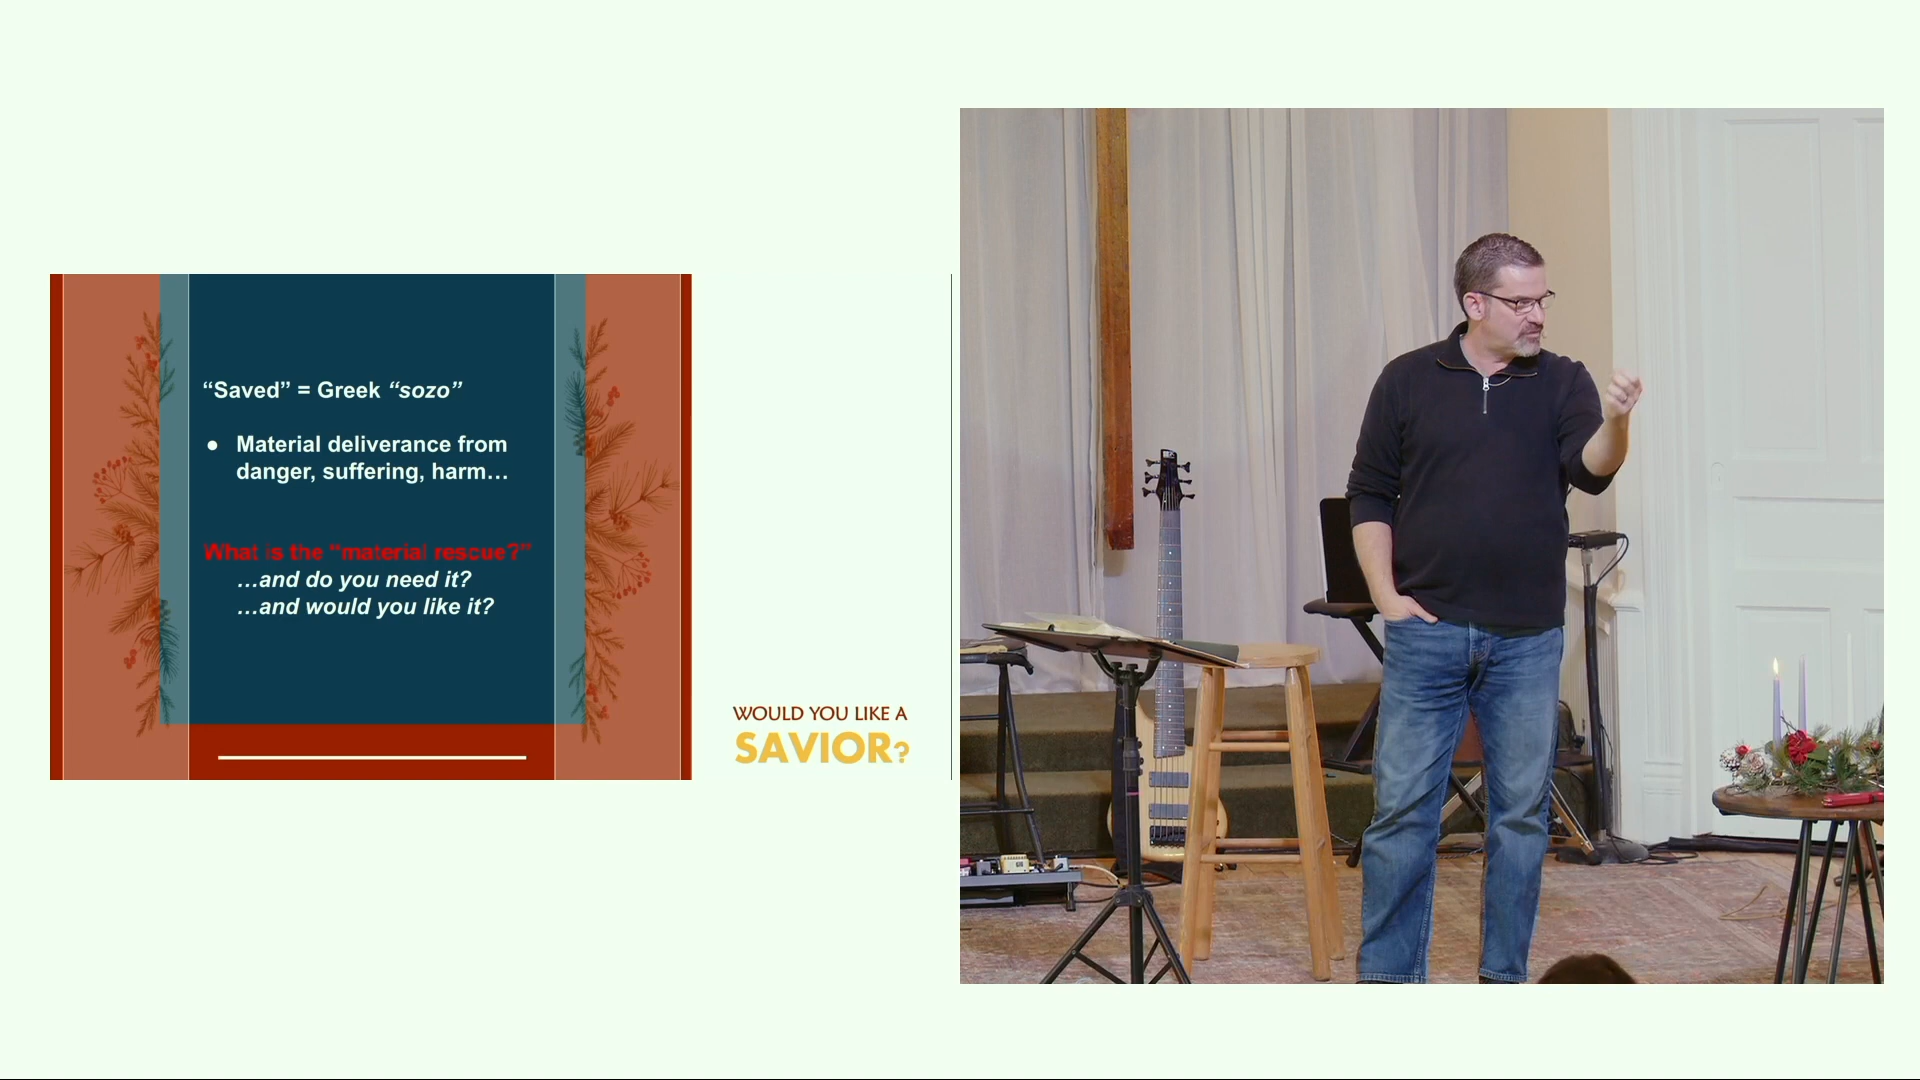 “Saved” = Greek “sozo”
● Material deliverance from
danger, suffering, harm…
What is the “material rescue?”
…and do you need it?
…and would you like it?
WOULD YOU LIKE A
SAVIOR?